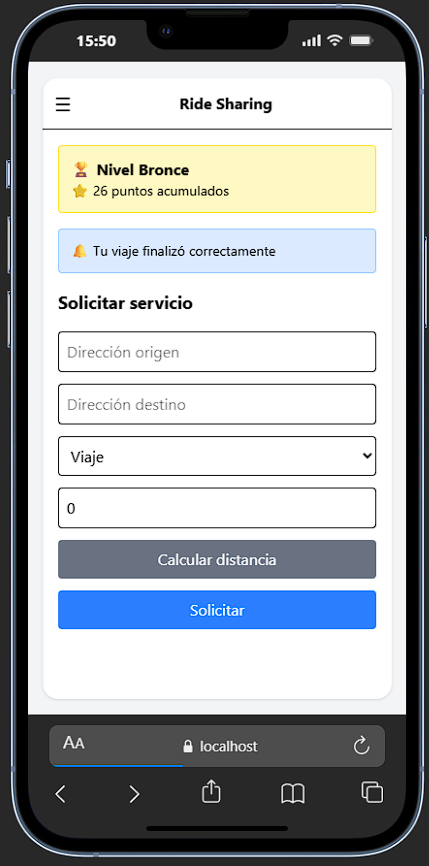 15:50
Ride Sharing
Nivel Bronce
26 puntos acumulados
Tu viaje finalizó correctamente
Solicitar servicio
Dirección origen
Dirección destino
Viaje
0
Calcular distancia
Solicitar
AA
localhost